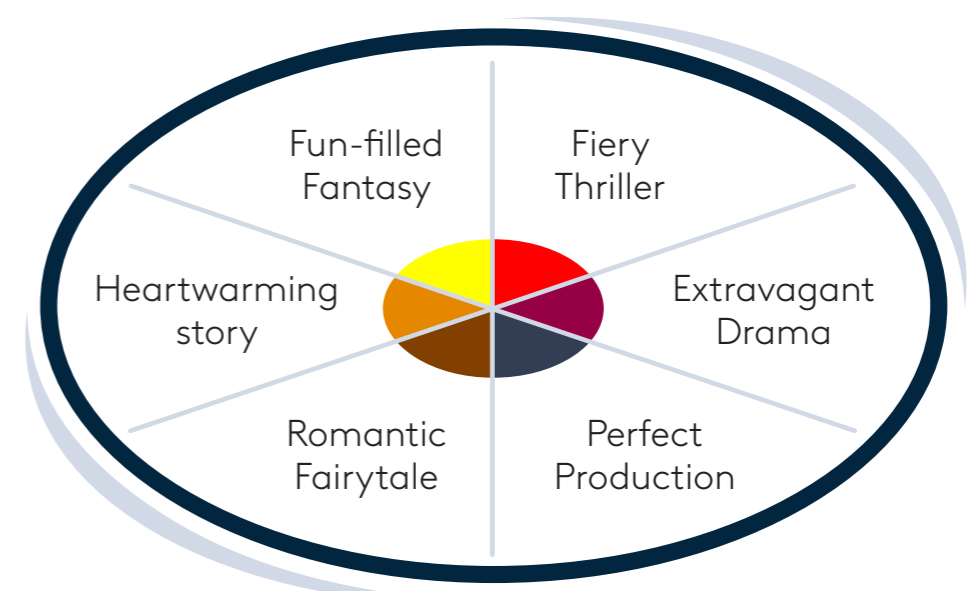 Fun-filled
Fantasy
Fiery
Thriller
Heartwarming
story
Extravagant
Drama
Romantic
Fairytale
Perfect
Production